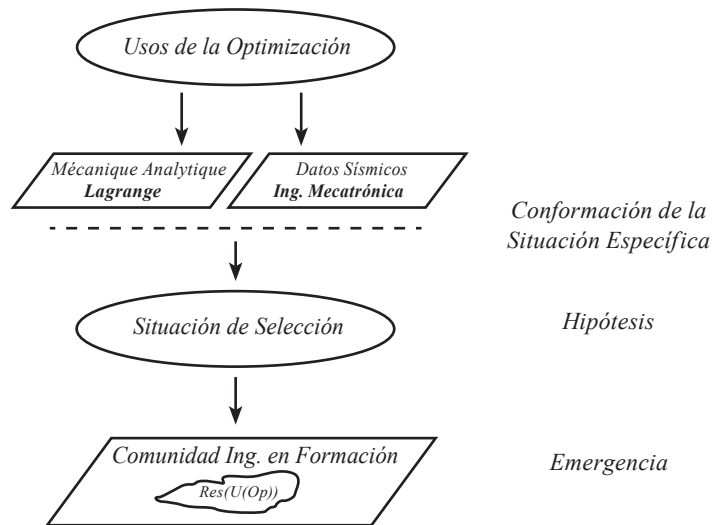 Usos de la Optimización
Mécanique Analytique
Lagrange
Datos Sísmicos
Ing. Mecatrónica
Conformación de la
Situación Específica
Situación de Selección
Hipótesis
Comunidad Ing. en Formación
Res(U(Op))
Emergencia